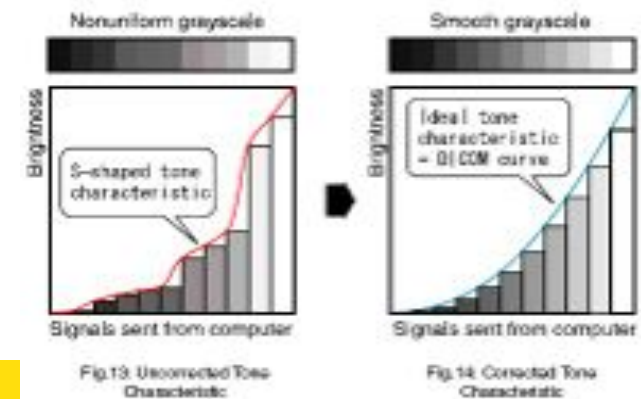 Nonuniform grayscale
Brightness
S-shaped tone
characteristic
Signals sent from computer
Fig.13: Uncorrected Tone
Characteristic
Smooth grayscale
Brightness
Ideal tone
characteristic
= DICOM curve
Signals sent from computer
Fig.14: Corrected Tone
Characteristic